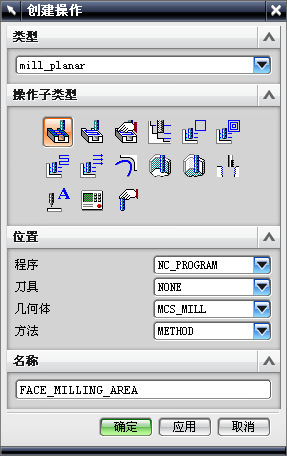 创建操作
类型
mill_planar
操作子类型
A
位置
程序 NC_PROGRAM
刀具 NONE
几何体 MCS_MILL
方法 METHOD
名称
FACE_MILLING_AREA
确定 应用 取消